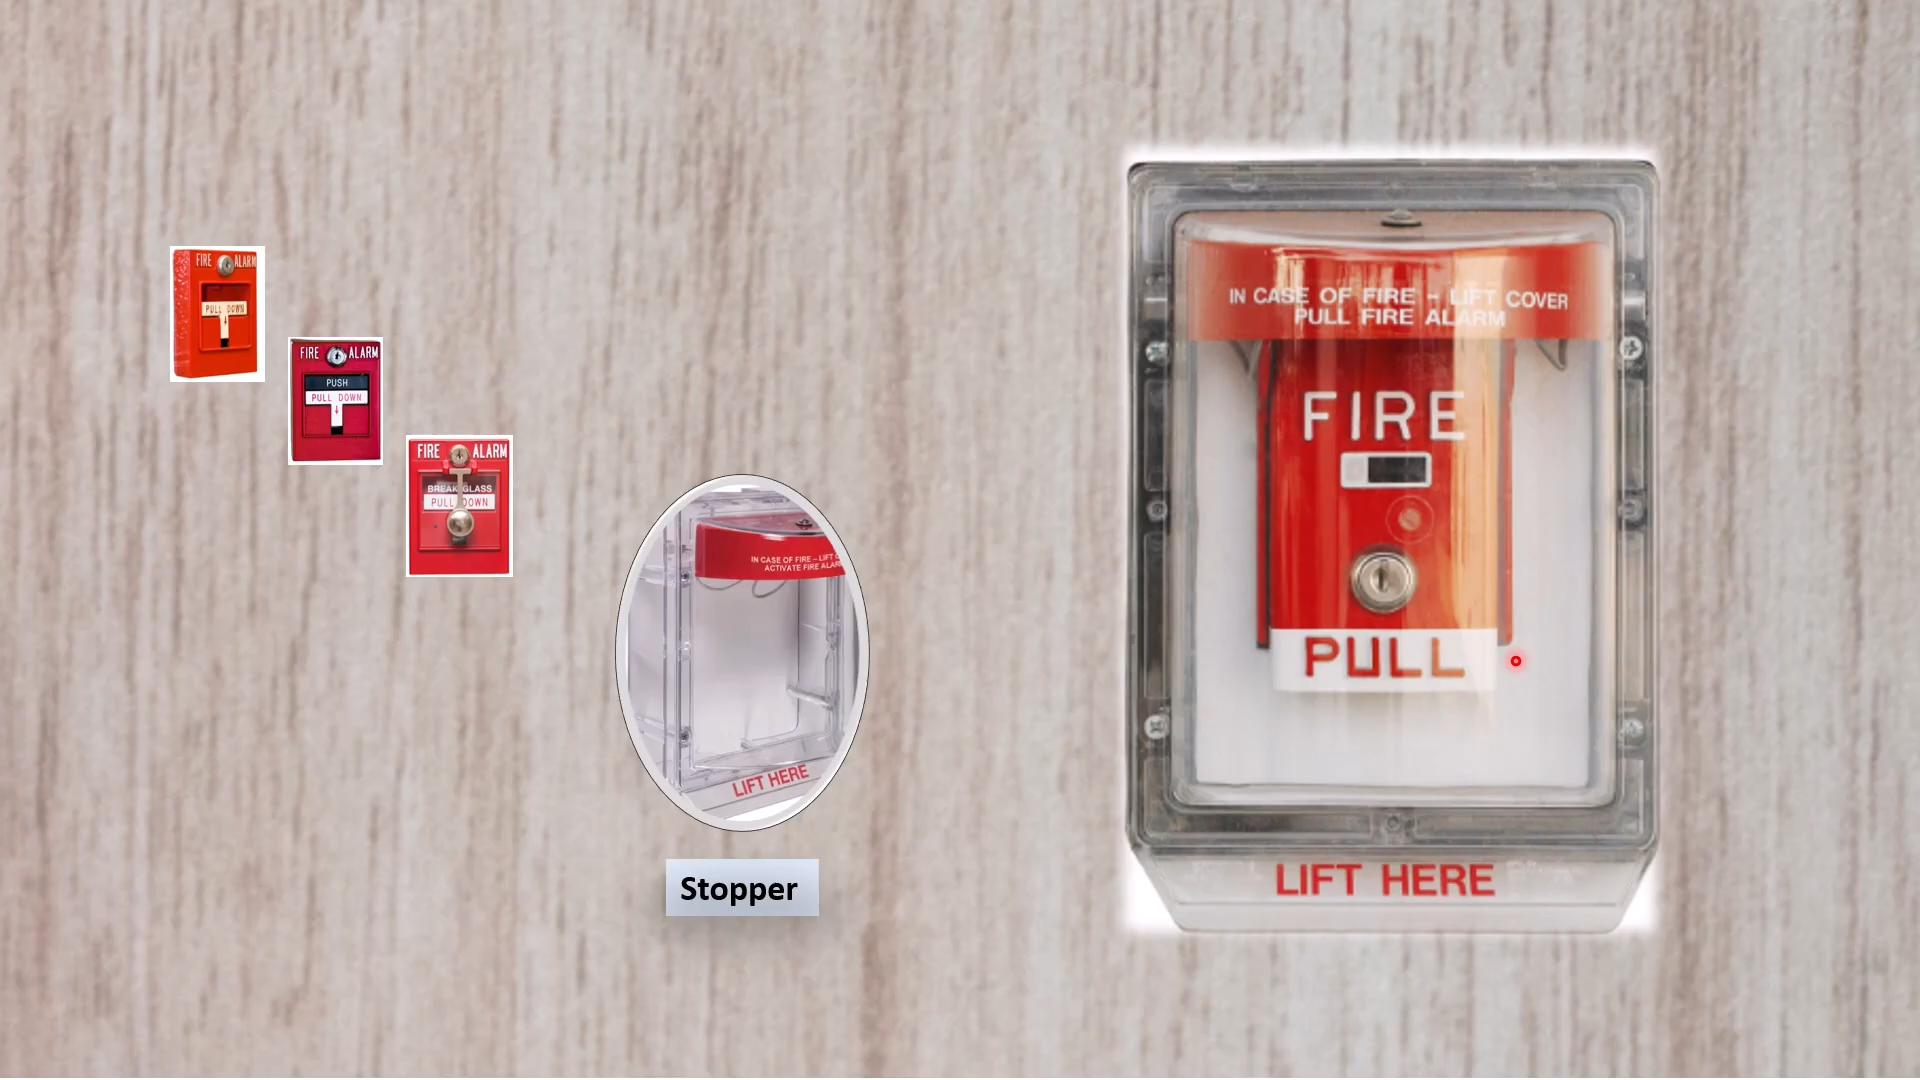 FIRE ALARM
PULL DOWN
FIRE ALARM
PUSH
PULL DOWN
FIRE ALARM
BREAK GLASS
PULL DOWN
IN CASE OF FIRE – LIFT
ACTIVATE FIRE ALAR
LIFT HERE
Stopper
IN CASE OF FIRE – LIFT COVER
PULL FIRE ALARM
FIRE
PULL
LIFT HERE